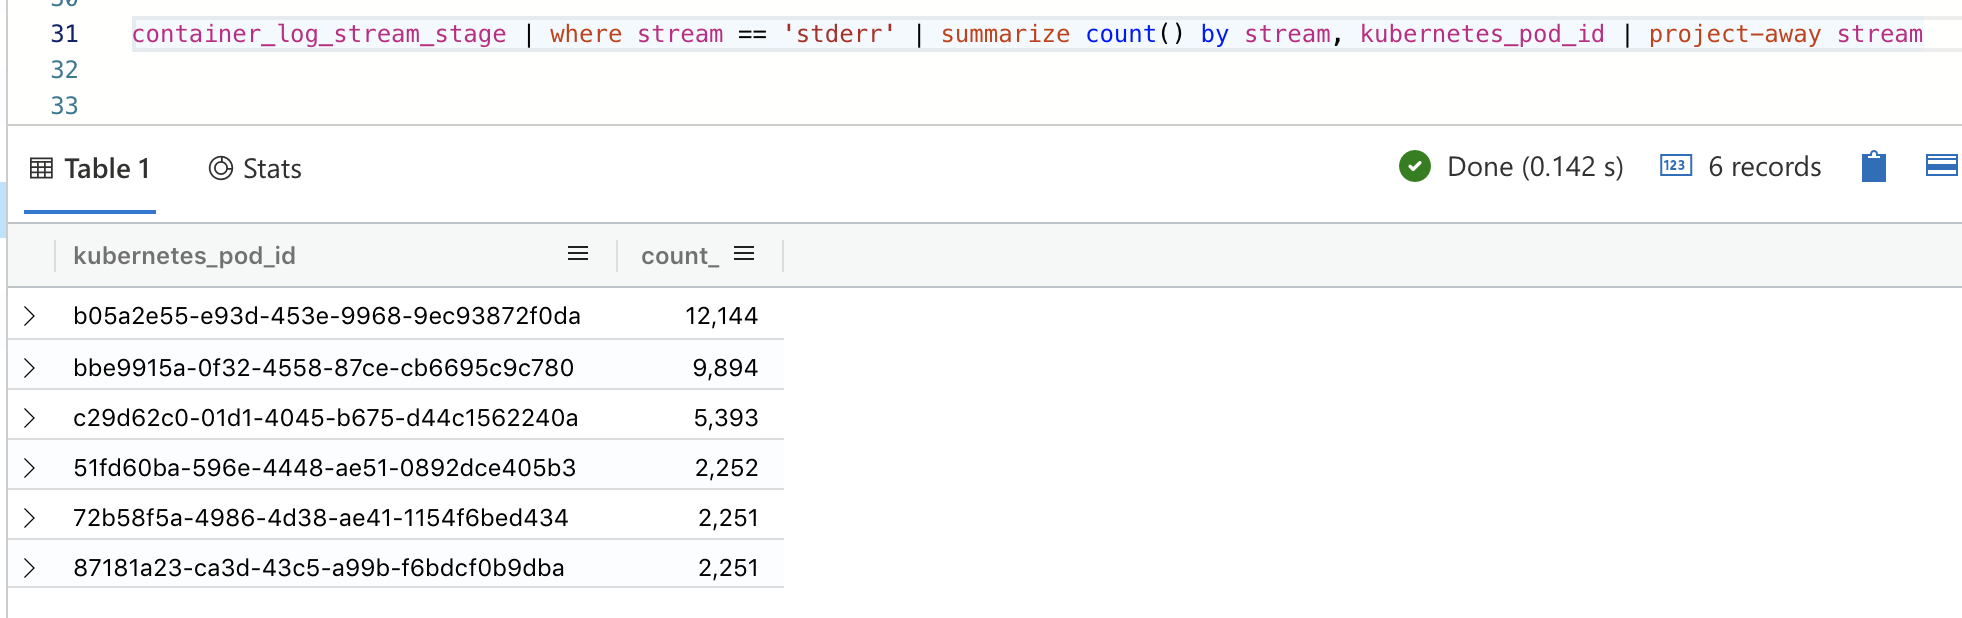 30
31 container_log_stream_stage | where stream == 'stderr' | summarize count() by stream, kubernetes_pod_id | project-away stream
32
33
Table 1 Stats Done (0.142 s) 123 6 records
kubernetes_pod_id count_
b05a2e55-e93d-453e-9968-9ec93872f0da 12,144
bbe9915a-0f32-4558-87ce-cb6695c9c780 9,894
c29d62c0-01d1-4045-b675-d44c1562240a 5,393
51fd60ba-596e-4448-ae51-0892dce405b3 2,252
72b58f5a-4986-4d38-ae41-1154f6bed434 2,251
87181a23-ca3d-43c5-a99b-f6bdcf0b9dba 2,251